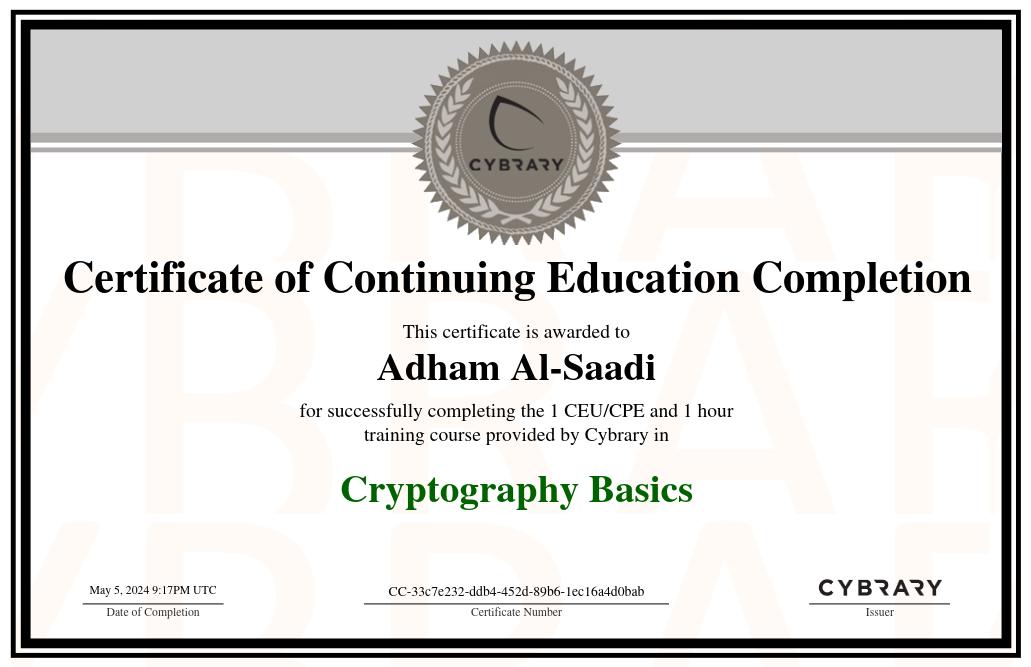 CYBRARY
Certificate of Continuing Education Completion
This certificate is awarded to
Adham Al-Saadi
for successfully completing the 1 CEU/CPE and 1 hour
training course provided by Cybrary in
Cryptography Basics
May 5, 2024 9:17PM UTC
Date of Completion
CC-33c7e232-ddb4-452d-89b6-1ec16a4d0bab
Certificate Number
CYBRARY
Issuer